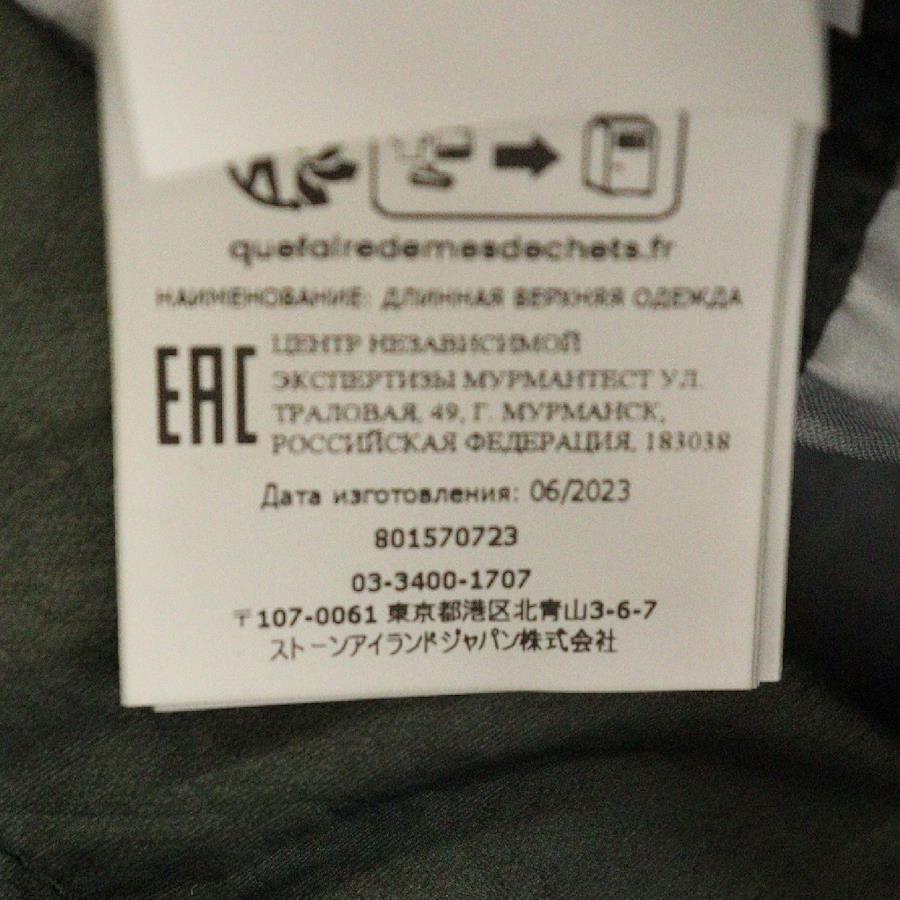 quefairedemesdechets.fr
НАИМЕНОВАНИЕ: ДЛИННАЯ ВЕРХНЯЯ ОДЕЖДА
EAC
ЦЕНТР НЕЗАВИСИМОЙ
ЭКСПЕРТИЗЫ МУРМАНТЕСТ УЛ.
ТРАЛОВАЯ, 49, Г. МУРМАНСК,
РОССИЙСКАЯ ФЕДЕРАЦИЯ, 183038
Дата изготовления: 06/2023
801570723
03-3400-1707
〒107-0061 東京都港区北青山3-6-7
ストーンアイランドジャパン株式会社